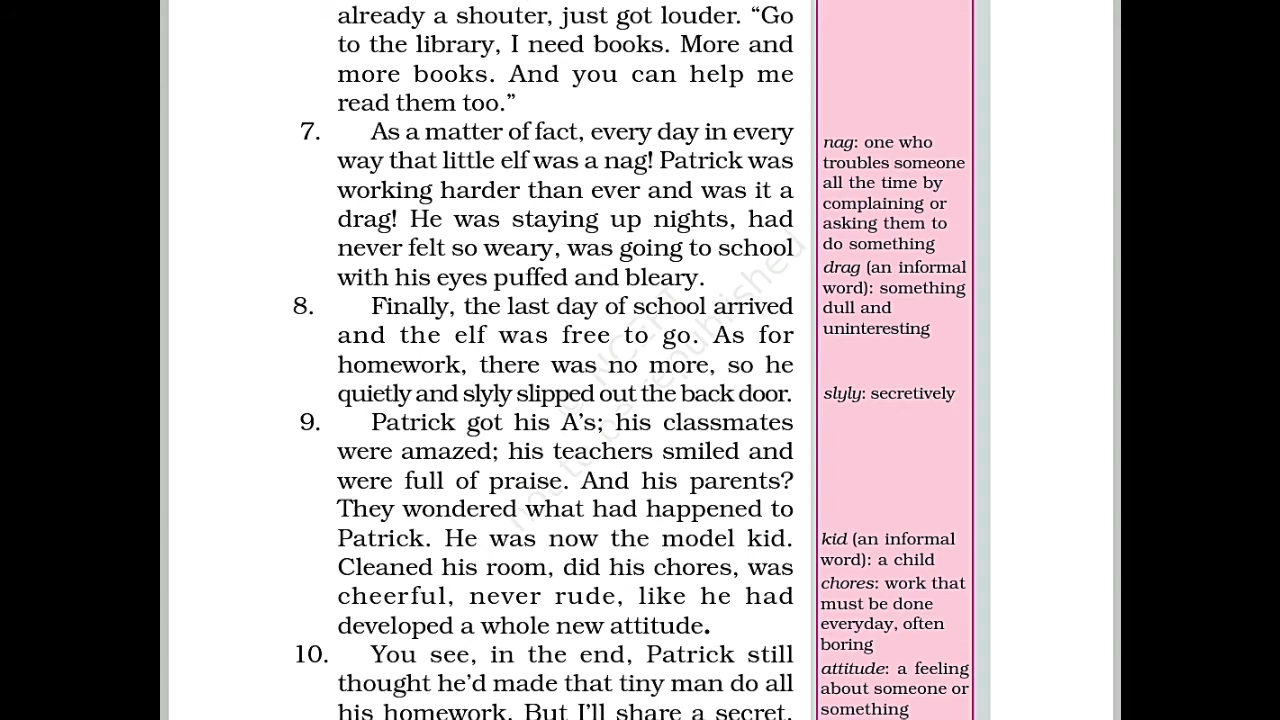 already a shouter, just got louder. “Go
to the library, I need books. More and
more books. And you can help me
read them too.”
7. As a matter of fact, every day in every
way that little elf was a nag! Patrick was
working harder than ever and was it a
drag! He was staying up nights, had
never felt so weary, was going to school
with his eyes puffed and bleary.
8. Finally, the last day of school arrived
and the elf was free to go. As for
homework, there was no more, so he
quietly and slyly slipped out the back door.
9. Patrick got his A’s; his classmates
were amazed; his teachers smiled and
were full of praise. And his parents?
They wondered what had happened to
Patrick. He was now the model kid.
Cleaned his room, did his chores, was
cheerful, never rude, like he had
developed a whole new attitude.
10. You see, in the end, Patrick still
thought he’d made that tiny man do all
his homework. But I’ll share a secret,
nag: one who
troubles someone
all the time by
complaining or
asking them to
do something
drag (an informal
word): something
dull and
uninteresting
slyly: secretively
kid (an informal
word): a child
chores: work that
must be done
everyday, often
boring
attitude: a feeling
about someone or
something
© NCERT
not to be republished